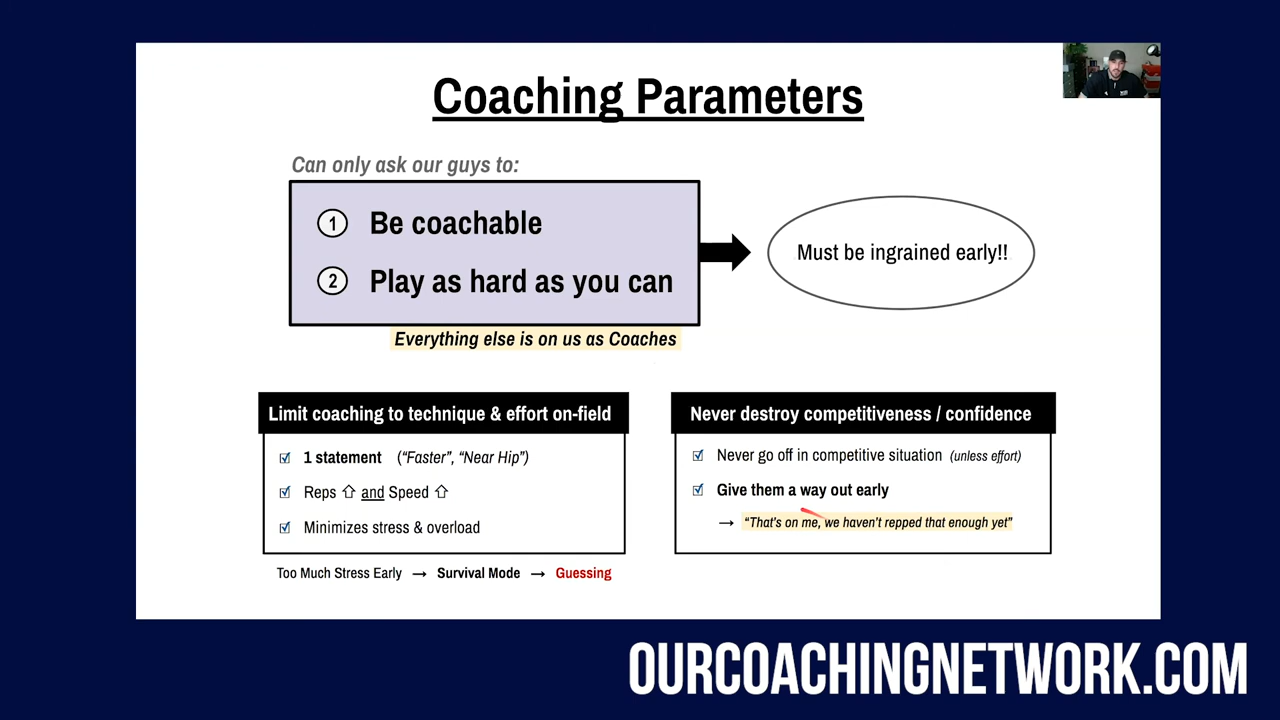 Coaching Parameters
Can only ask our guys to:
1 Be coachable
2 Play as hard as you can
Must be ingrained early!!
Everything else is on us as Coaches
Limit coaching to technique & effort on-field
1 statement (“Faster”, “Near Hip”)
Reps ⇧ and Speed ⇧
Minimizes stress & overload
Too Much Stress Early → Survival Mode → Guessing
Never destroy competitiveness / confidence
Never go off in competitive situation (unless effort)
Give them a way out early
→ “That’s on me, we haven’t repped that enough yet”
OURCOACHINGNETWORK.COM